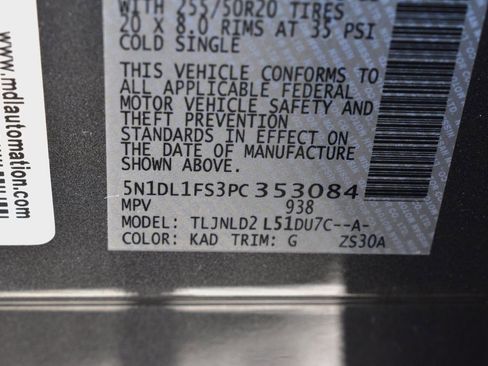 WITH 255/50R20 TIRES
20 X 8.0 RIMS AT 35 PSI
COLD SINGLE
THIS VEHICLE CONFORMS TO
ALL APPLICABLE FEDERAL
MOTOR VEHICLE SAFETY AND
THEFT PREVENTION
STANDARDS IN EFFECT ON
THE DATE OF MANUFACTURE
SHOWN ABOVE.
5N1DL1FS3PC353084
MPV 938
MODEL: TLJNLD2 L51DU7C--A-
COLOR: KAD TRIM: G ZS30A
www.mdlautomation.com